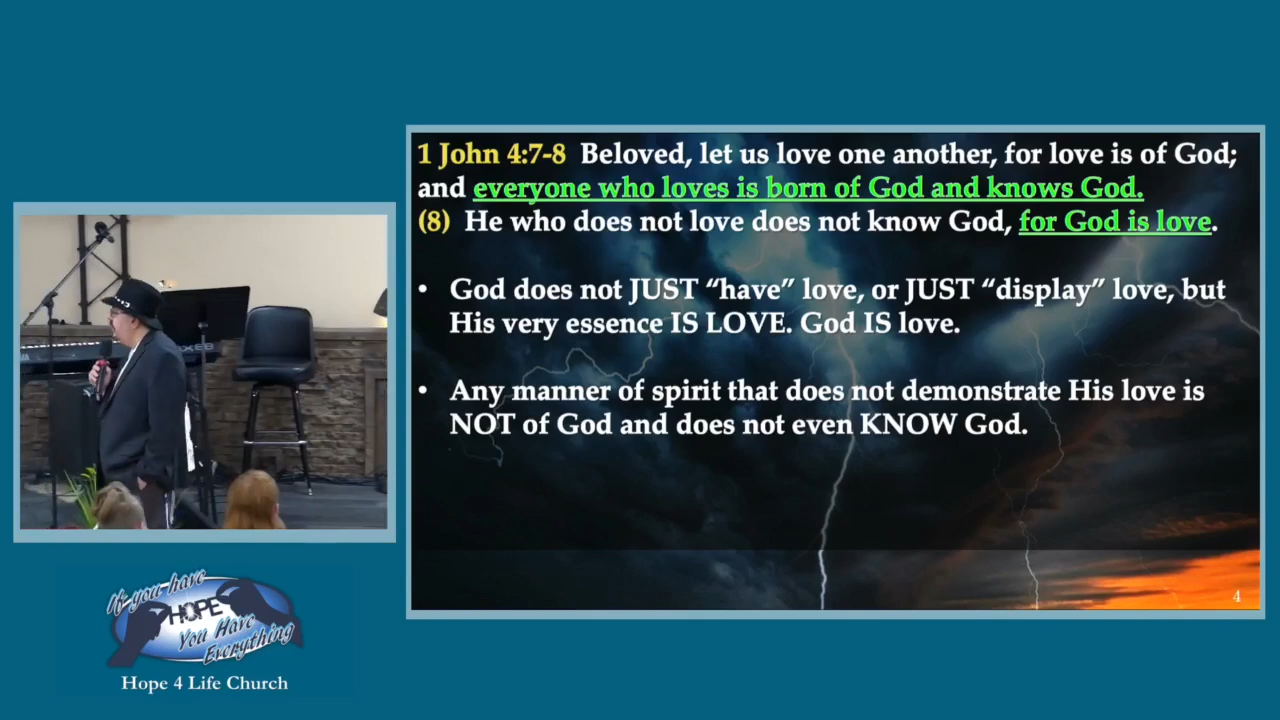 1 John 4:7-8 Beloved, let us love one another, for love is of God;
and everyone who loves is born of God and knows God.
(8) He who does not love does not know God, for God is love.
• God does not JUST “have” love, or JUST “display” love, but
His very essence IS LOVE. God IS love.
• Any manner of spirit that does not demonstrate His love is
NOT of God and does not even KNOW God.
4
If you have
HOPE
You Have
Everything
Hope 4 Life Church